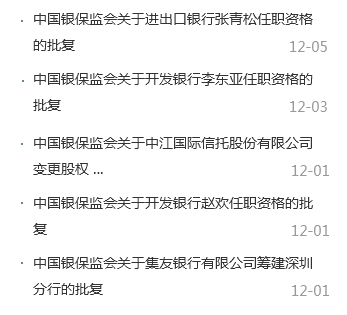 · 中国银保监会关于进出口银行张青松任职资格
的批复
12-05
· 中国银保监会关于开发银行李东亚任职资格的
批复
12-03
· 中国银保监会关于中江国际信托股份有限公司
变更股权 ...
12-01
· 中国银保监会关于开发银行赵欢任职资格的批
复
12-01
· 中国银保监会关于集友银行有限公司筹建深圳
分行的批复
12-01